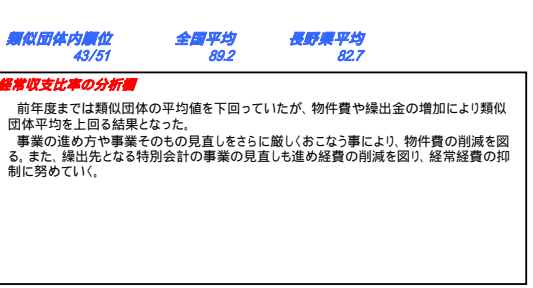 類似団体内順位 全国平均 長野県平均
43/51 89.2 82.7
経常収支比率の分析欄
前年度までは類似団体の平均値を下回っていたが、物件費や繰出金の増加により類似
団体平均を上回る結果となった。
事業の進め方や事業そのもの見直しをさらに厳しくおこなう事により、物件費の削減を図
る。また、繰出先となる特別会計の事業の見直しも進め経費の削減を図り、経常経費の抑
制に努めていく。